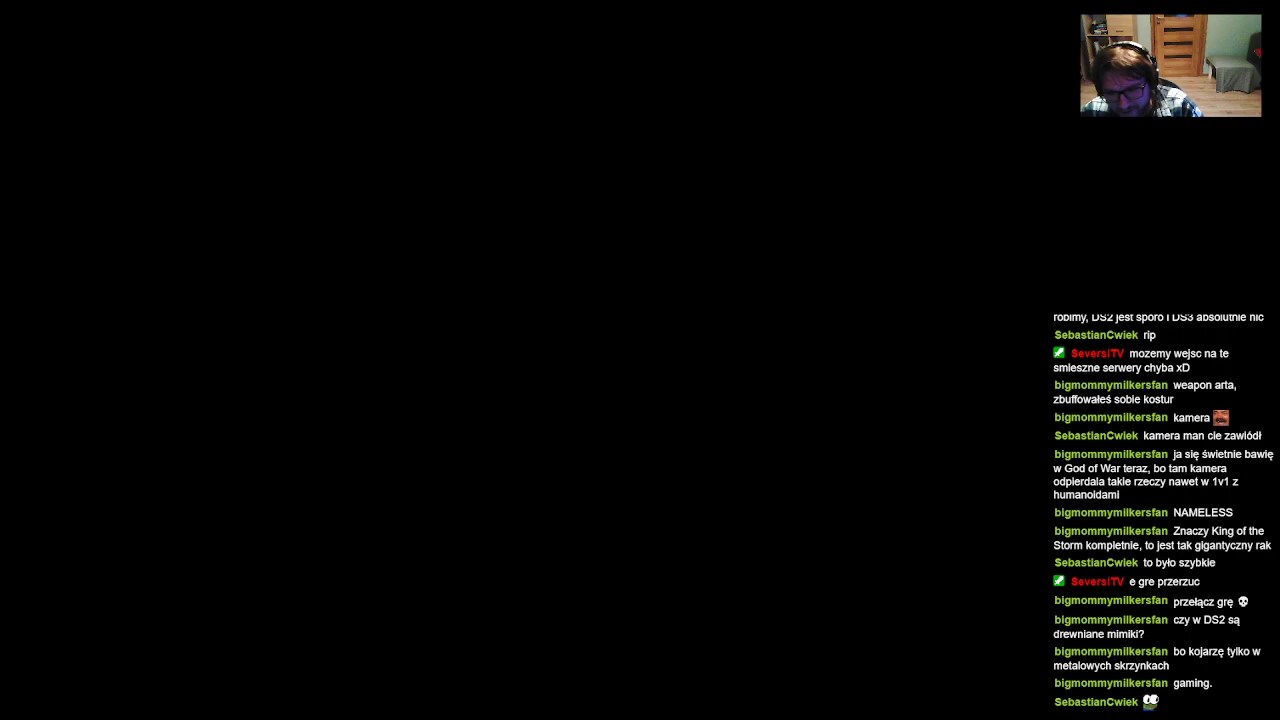 robimy, DS2 jest sporo i DS3 absolutnie nic
SebastianCwiek rip
SeversiTV mozemy wejsc na te
smieszne serwery chyba xD
bigmommymilkersfan weapon arta,
zbuffowałeś sobie kostur
bigmommymilkersfan kamera
SebastianCwiek kamera man cie zawiódł
bigmommymilkersfan ja się świetnie bawię
w God of War teraz, bo tam kamera
odpierdala takie rzeczy nawet w 1v1 z
humanoidami
bigmommymilkersfan NAMELESS
bigmommymilkersfan Znaczy King of the
Storm kompletnie, to jest tak gigantyczny rak
SebastianCwiek to było szybkie
SeversiTV e gre przerzuc
bigmommymilkersfan przełącz grę
bigmommymilkersfan czy w DS2 są
drewniane mimiki?
bigmommymilkersfan bo kojarzę tylko w
metalowych skrzynkach
bigmommymilkersfan gaming.
SebastianCwiek